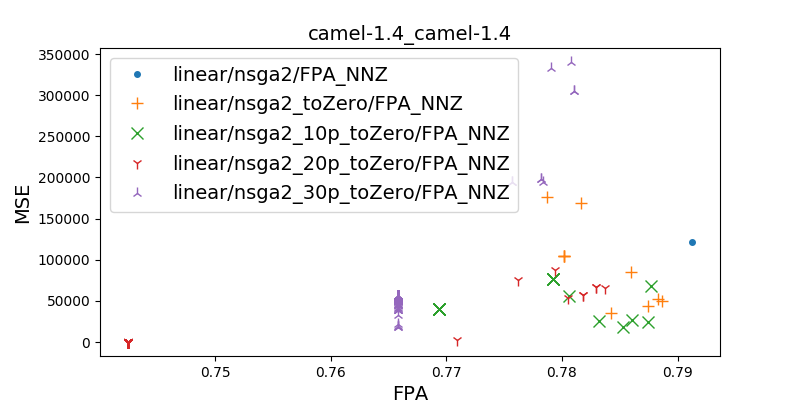 camel-1.4_camel-1.4
350000
300000
250000
200000
150000
100000
50000
0
MSE
linear/nsga2/FPA_NNZ
linear/nsga2_toZero/FPA_NNZ
linear/nsga2_10p_toZero/FPA_NNZ
linear/nsga2_20p_toZero/FPA_NNZ
linear/nsga2_30p_toZero/FPA_NNZ
0.75 0.76 0.77 0.78 0.79
FPA